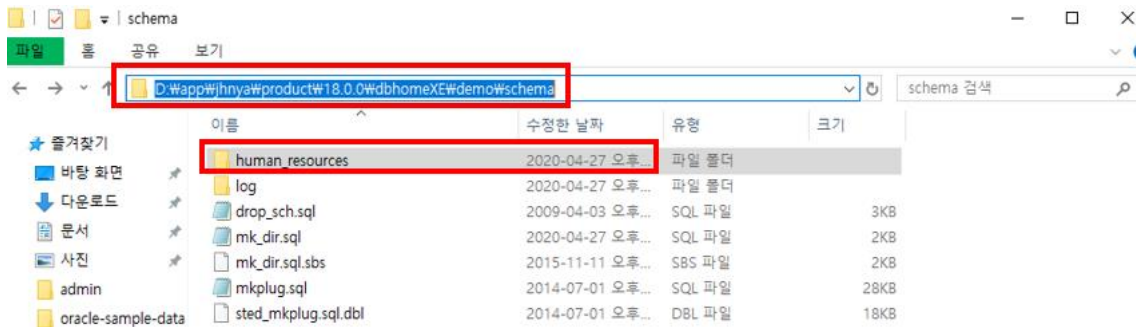 schema
파일 홈 공유 보기
D:₩app₩jhnya₩product₩18.0.0₩dbhomeXE₩demo₩schema
schema 검색
이름 수정한 날짜 유형 크기
즐겨찾기
human_resources 2020-04-27 오후... 파일 폴더
바탕 화면
log 2020-04-27 오후... 파일 폴더
다운로드
drop_sch.sql 2009-04-03 오후... SQL 파일 3KB
문서
mk_dir.sql 2020-04-27 오후... SQL 파일 2KB
사진
mk_dir.sql.sbs 2015-11-11 오후... SBS 파일 2KB
admin
mkplug.sql 2014-07-01 오후... SQL 파일 28KB
oracle-sample-data
sted_mkplug.sql.dbl 2014-07-01 오후... DBL 파일 18KB